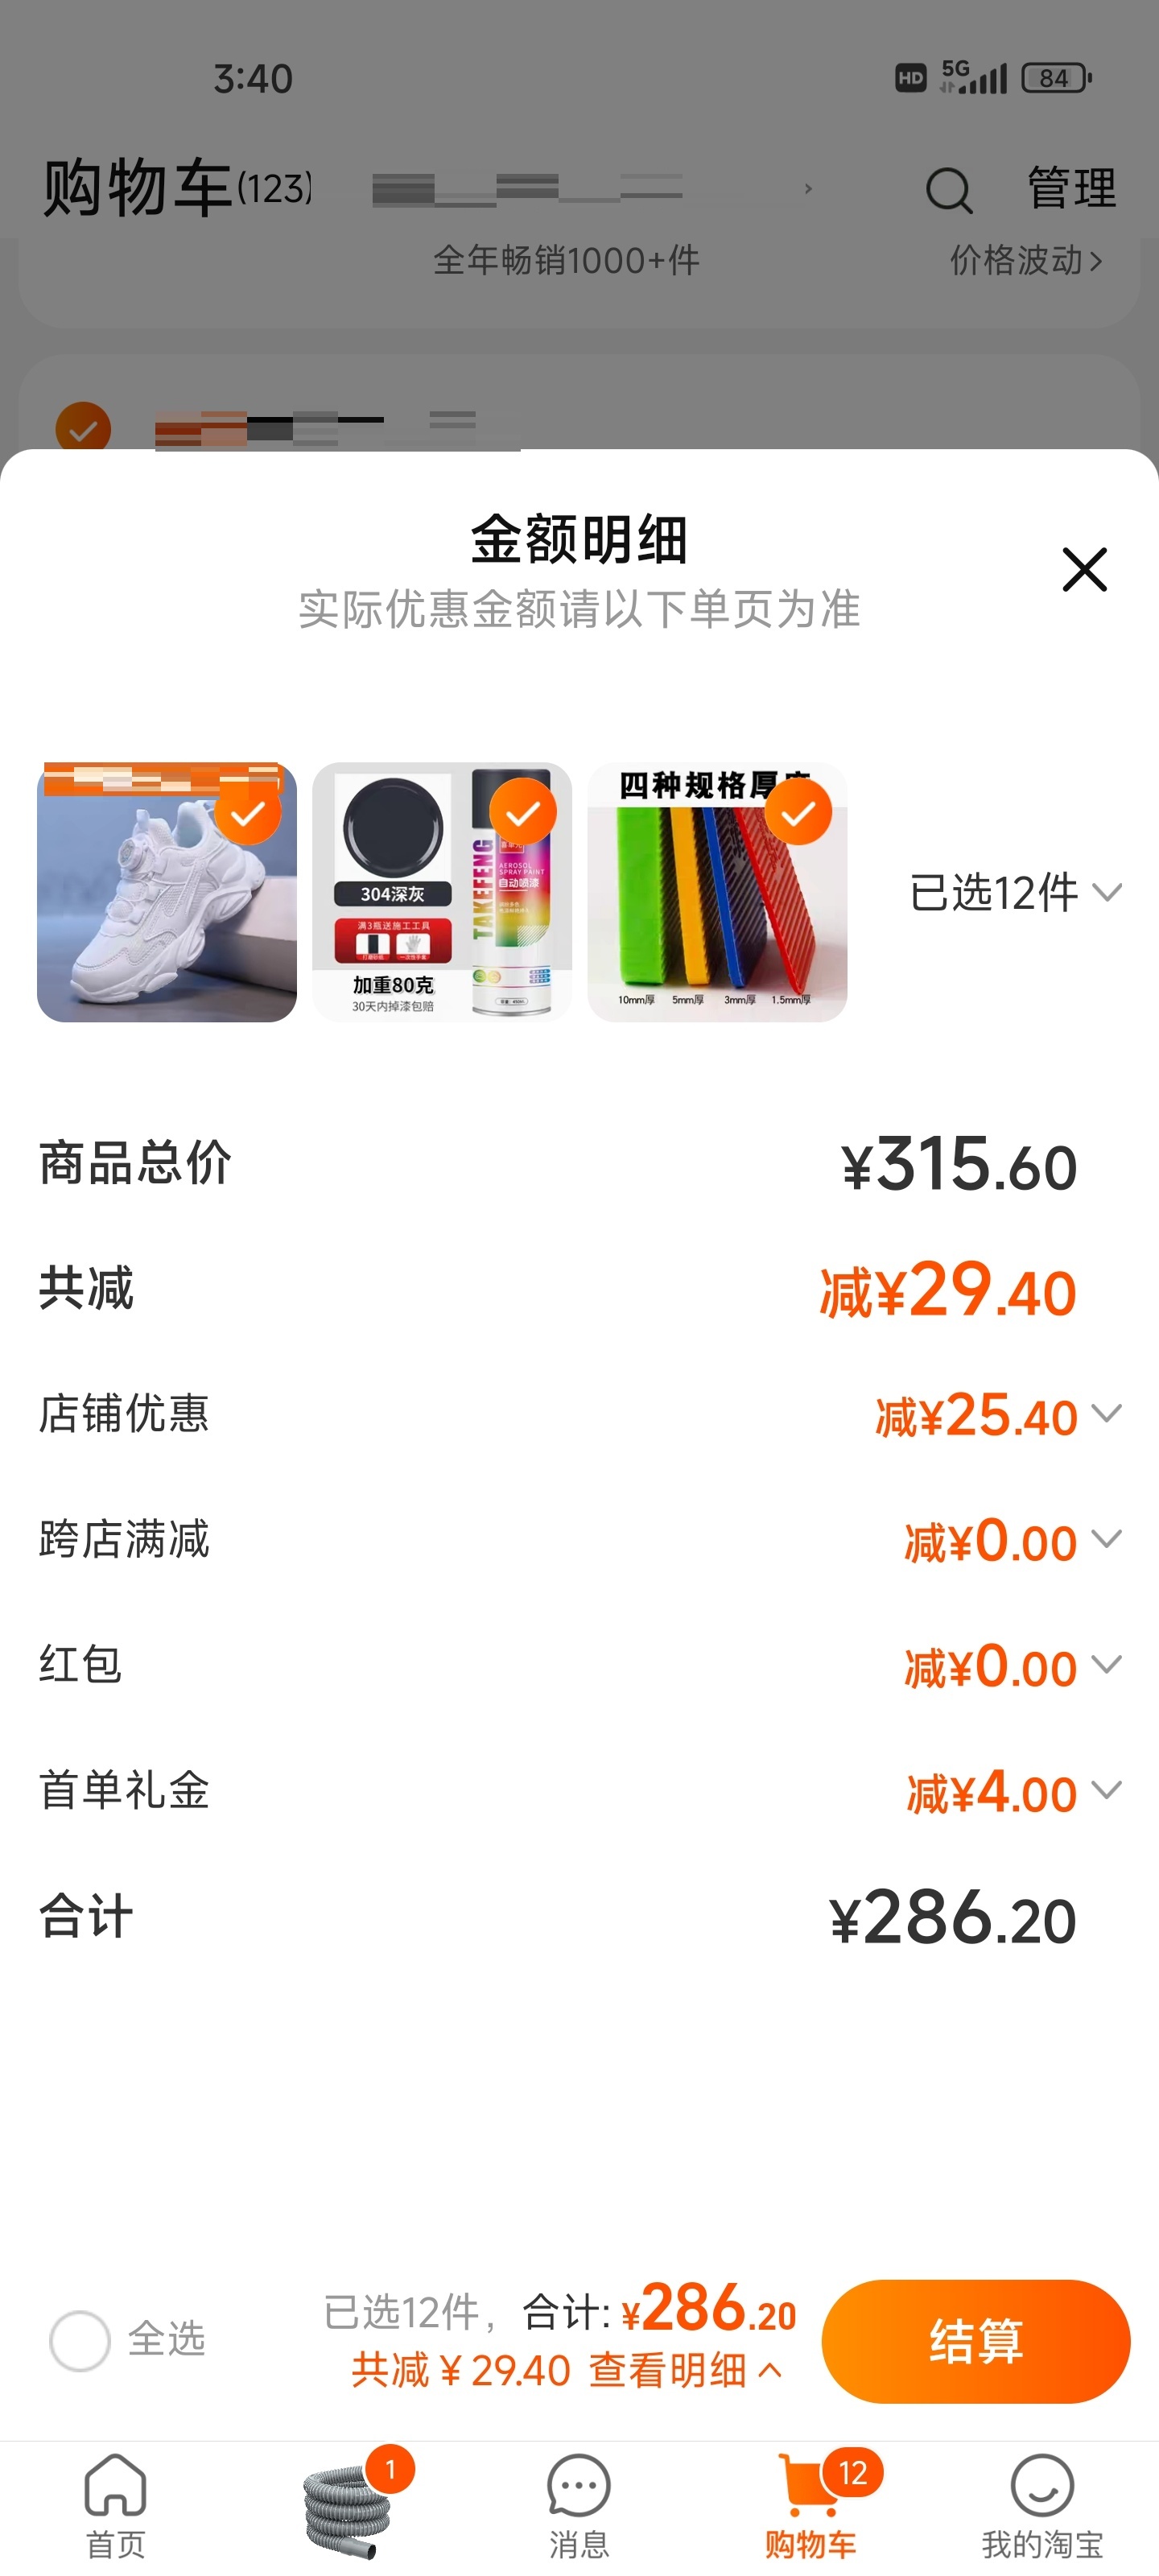 3:40
HD 5G 84
购物车(123)
管理
全年畅销1000+件
价格波动>
金额明细
实际优惠金额请以下单页为准
304深灰
满3瓶送施工工具
加重80克
30天内掉漆包赔
TAKEFENG
AEROSOL
SPRAY PAINT
自动喷漆
四种规格厚度
10mm厚 5mm厚 3mm厚 1.5mm厚
已选12件
商品总价 ¥315.60
共减 减¥29.40
店铺优惠 减¥25.40
跨店满减 减¥0.00
红包 减¥0.00
首单礼金 减¥4.00
合计 ¥286.20
全选
已选12件，合计:¥286.20
共减¥29.40 查看明细
结算
1
12
首页
消息
购物车
我的淘宝